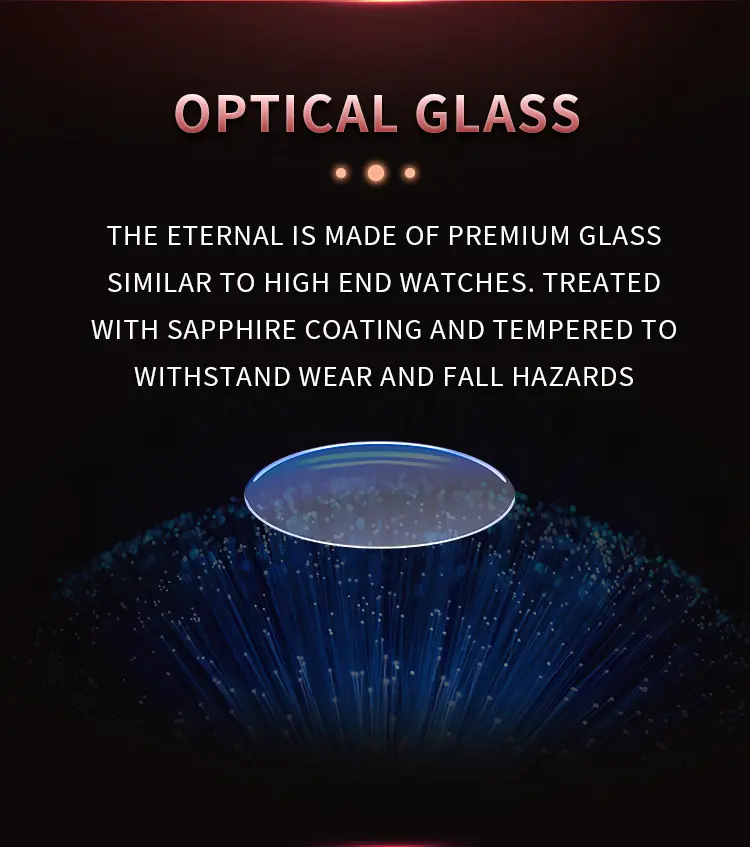 OPTICAL GLASS
THE ETERNAL IS MADE OF PREMIUM GLASS
SIMILAR TO HIGH END WATCHES. TREATED
WITH SAPPHIRE COATING AND TEMPERED TO
WITHSTAND WEAR AND FALL HAZARDS